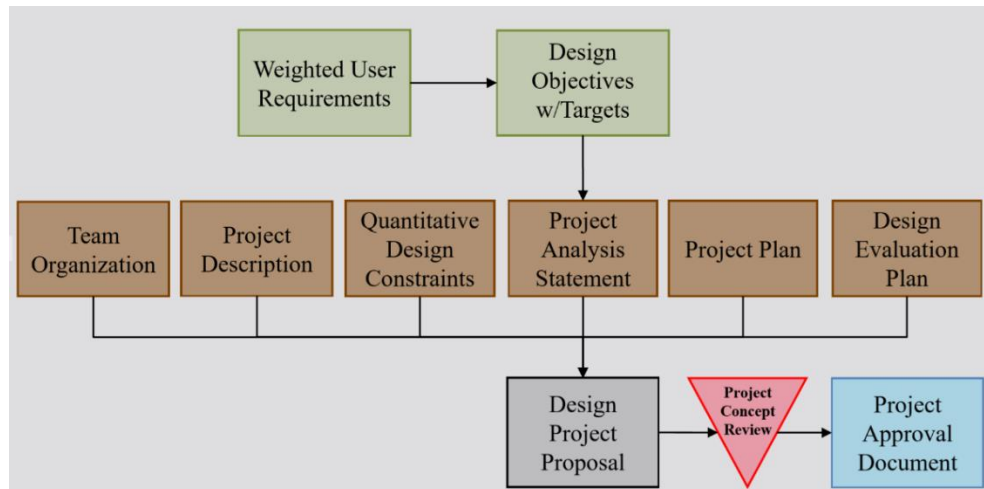 Weighted User
Requirements
Design
Objectives
w/Targets
Team
Organization
Project
Description
Quantitative
Design
Constraints
Project
Analysis
Statement
Project Plan
Design
Evaluation
Plan
Design
Project
Proposal
Project
Concept
Review
Project
Approval
Document